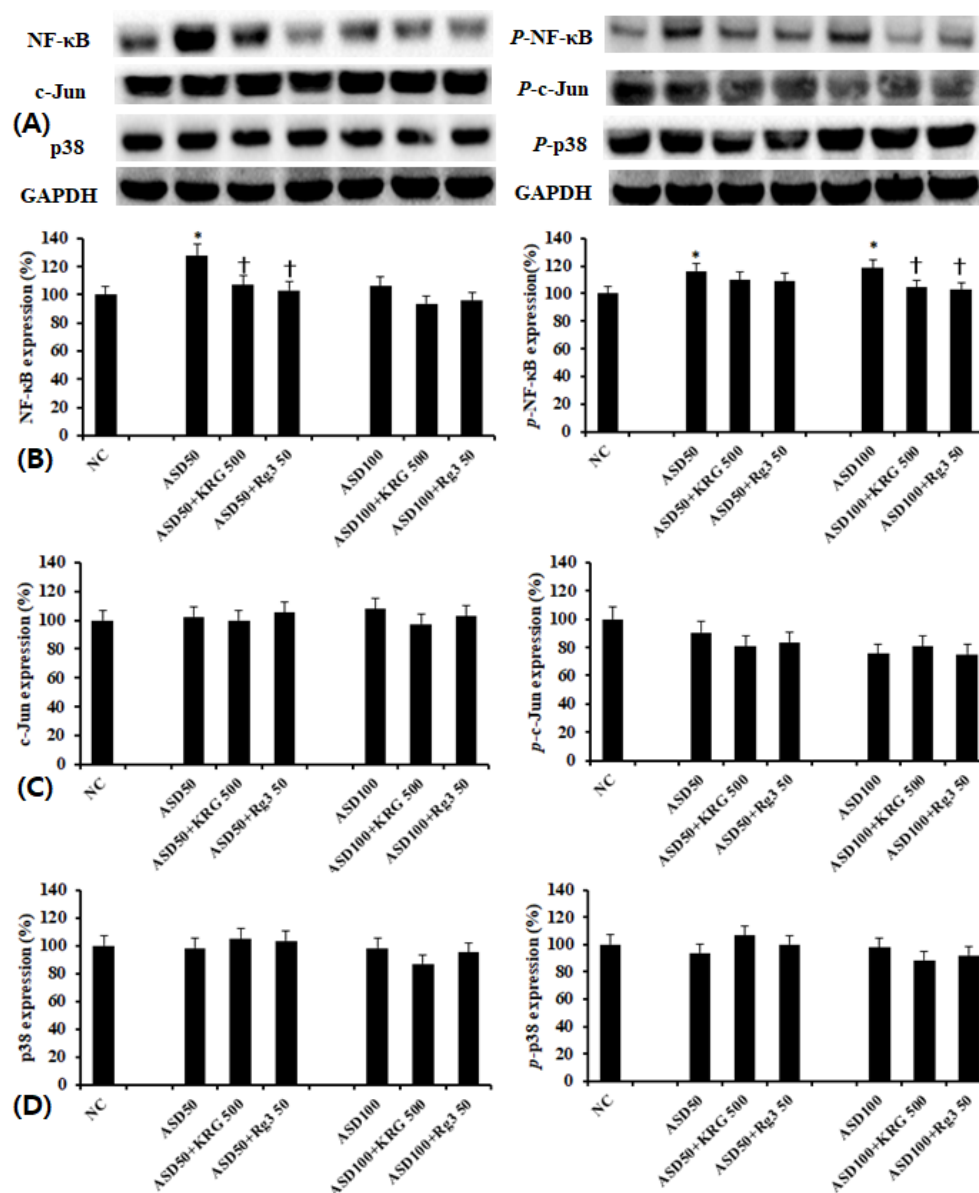 NF-κB
c-Jun
(A)
p38
GAPDH
P-NF-κB
P-c-Jun
P-p38
GAPDH
NF-κB expression (%)
140
120
100
80
60
40
20
0
*
†
†
NC
ASD50
ASD50+KRG 500
ASD50+Rg3 50
ASD100
ASD100+KRG 500
ASD100+Rg3 50
(B)
p-NF-κB expression(%)
140
120
100
80
60
40
20
0
*
*
†
†
NC
ASD50
ASD50+KRG 500
ASD50+Rg3 50
ASD100
ASD100+KRG 500
ASD100+Rg3 50
c-Jun expression (%)
140
120
100
80
60
40
20
0
NC
ASD50
ASD50+KRG 500
ASD50+Rg3 50
ASD100
ASD100+KRG 500
ASD100+Rg3 50
(C)
p-c-Jun expression (%)
140
120
100
80
60
40
20
0
NC
ASD50
ASD50+KRG 500
ASD50+Rg3 50
ASD100
ASD100+KRG 500
ASD100+Rg3 50
p38 expression (%)
140
120
100
80
60
40
20
0
NC
ASD50
ASD50+KRG 500
ASD50+Rg3 50
ASD100
ASD100+KRG 500
ASD100+Rg3 50
(D)
p-p38 expression (%)
140
120
100
80
60
40
20
0
NC
ASD50
ASD50+KRG 500
ASD50+Rg3 50
ASD100
ASD100+KRG 500
ASD100+Rg3 50